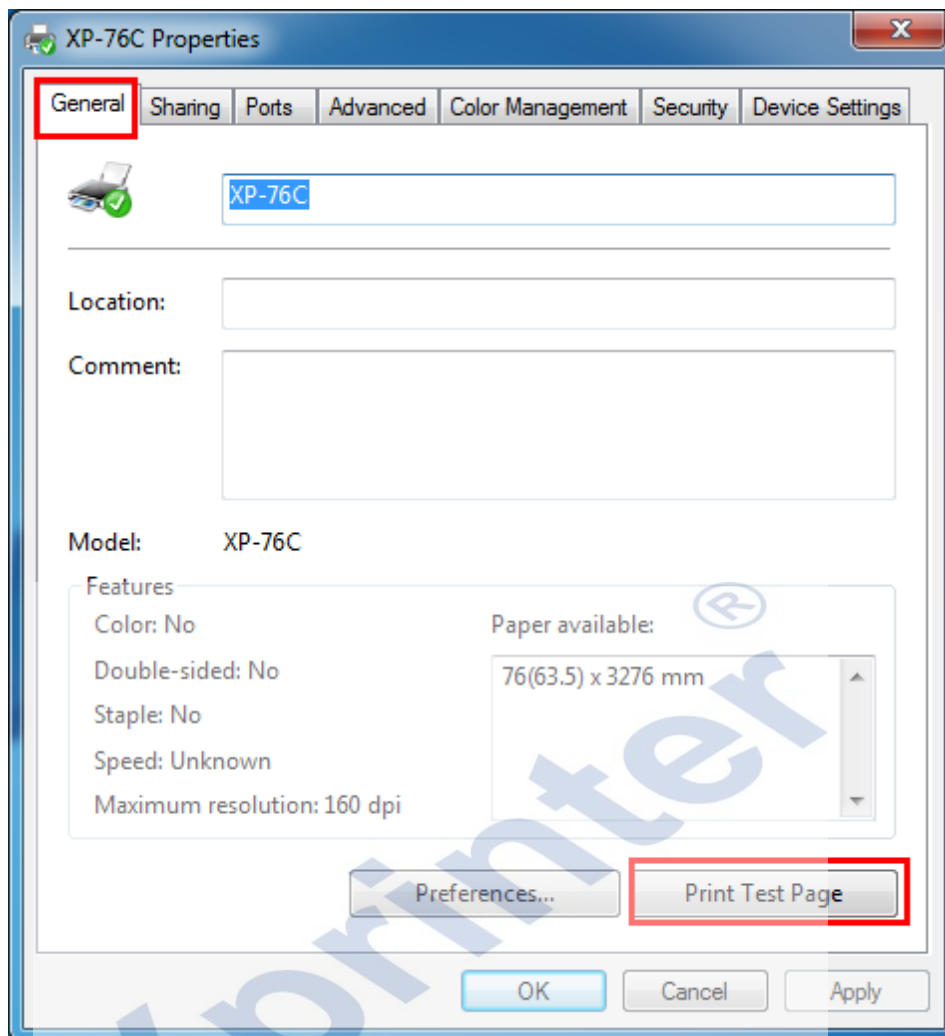 XP-76C Properties
General Sharing Ports Advanced Color Management Security Device Settings
XP-76C
Location:
Comment:
Model: XP-76C
Features
Color: No
Paper available:
Double-sided: No
76(63.5) x 3276 mm
Staple: No
Speed: Unknown
Maximum resolution: 160 dpi
Preferences... Print Test Page
OK Cancel Apply
Xprinter ®